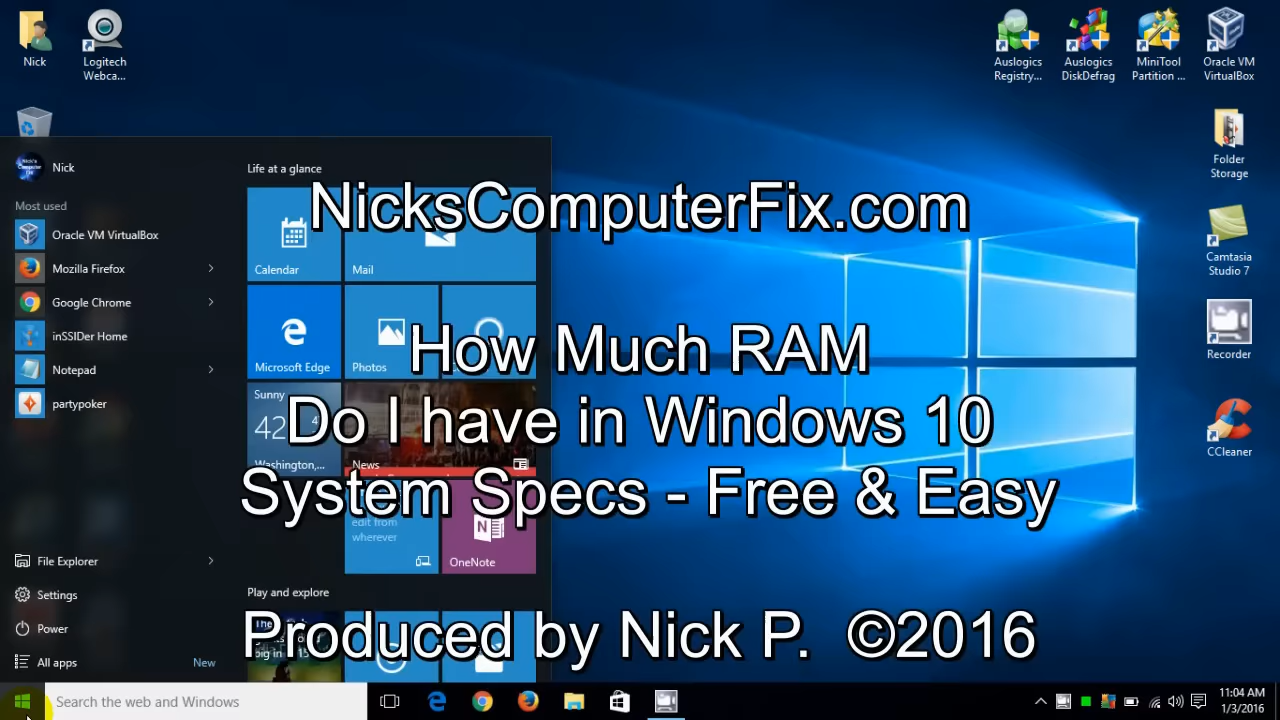 Nick
Logitech
Webca...
Auslogics
Registry...
Auslogics
DiskDefrag
MiniTool
Partition ...
Oracle VM
VirtualBox
Folder
Storage
Camtasia
Studio 7
Recorder
CCleaner
Nick
Most used
Oracle VM VirtualBox
Mozilla Firefox
Google Chrome
inSSIDer Home
Notepad
partypoker
File Explorer
Settings
Power
All apps
New
Life at a glance
Calendar
Mail
Microsoft Edge
Photos
Sunny
42
Washington,...
News
edit from
wherever
OneNote
Play and explore
NicksComputerFix.com
How Much RAM
Do I have in Windows 10
System Specs - Free & Easy
Produced by Nick P. ©2016
Search the web and Windows
11:04 AM
1/3/2016